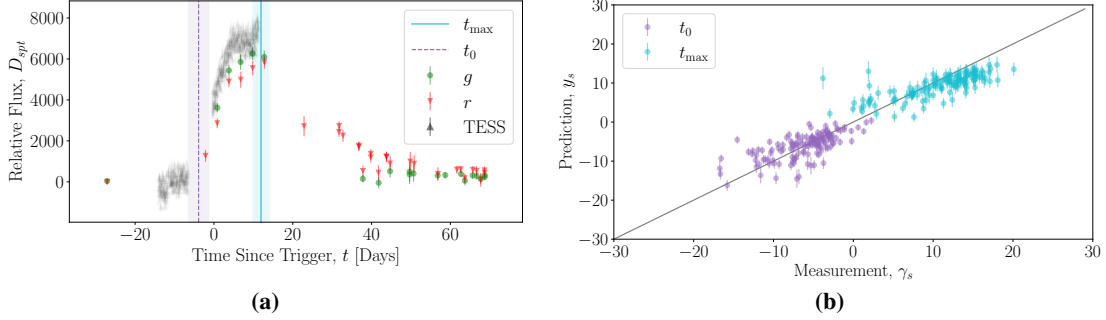 8000
6000
4000
2000
0
Relative Flux, D_spt
−20
0
20
40
60
Time Since Trigger, t [Days]
t_max
t_0
g
r
TESS
(a)
30
20
10
0
−10
−20
−30
Prediction, y_s
−30
−20
−10
0
10
20
30
Measurement, γ_s
t_0
t_max
(b)